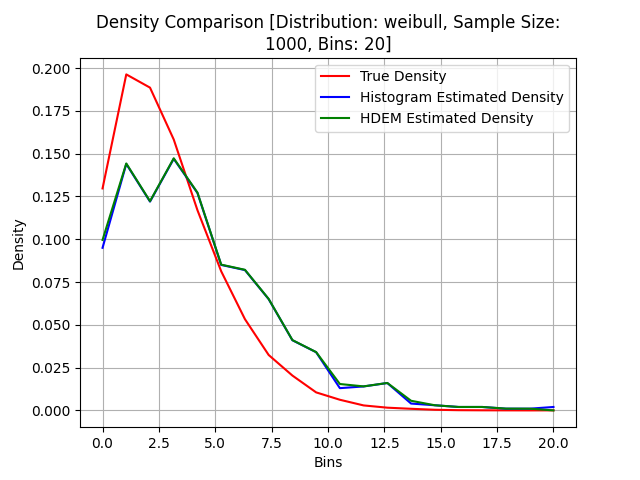 Density Comparison [Distribution: weibull, Sample Size:
1000, Bins: 20]
True Density
Histogram Estimated Density
HDEM Estimated Density
Density
0.200
0.175
0.150
0.125
0.100
0.075
0.050
0.025
0.000
0.0 2.5 5.0 7.5 10.0 12.5 15.0 17.5 20.0
Bins